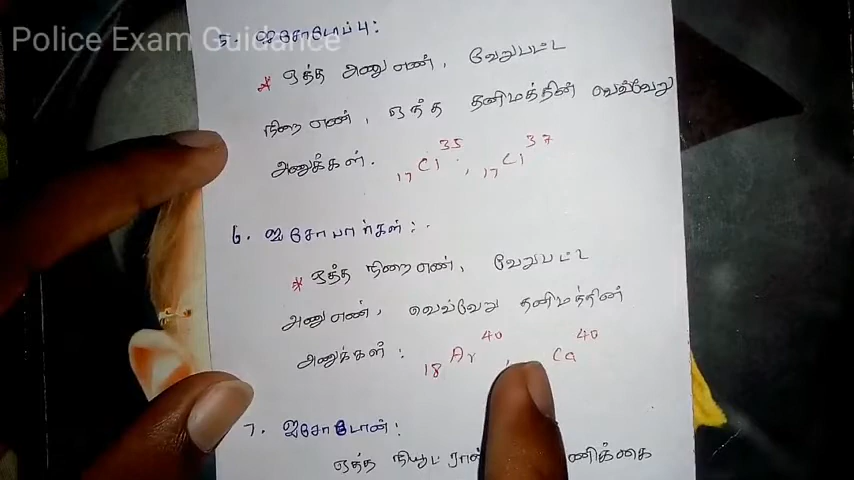 Police Exam Guidance
5. ஐசோடோப்பு:
* ஒத்த அணு எண், வேறுபட்ட
நிறை எண், ஒத்த தனிமத்தின் வெவ்வேறு
அணுக்கள். ₁₇Cl³⁵, ₁₇Cl³⁷
6. ஐசோபார்கள்:
* ஒத்த நிறைஎண், வேறுபட்ட
அணுஎண், வெவ்வேறு தனிமத்தின்
அணுக்கள்: ₁₈Ar⁴⁰, Ca⁴⁰
7. ஐசோடோன்:
ஒத்த நியூட்ரான்